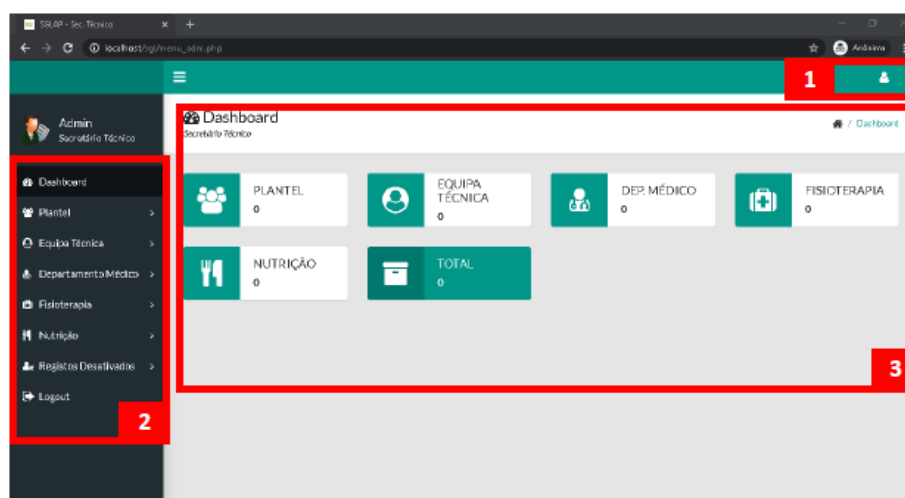 SBLAP - Sec. Técnico
localhost/sgl/menu_adm.php
Anónima
1
Admin
Secretário Técnico
Dashboard
Secretário Técnico
/ Dashboard
Dashboard
Plantel
Equipa Técnica
Departamento Médico
Fisioterapia
Nutrição
Registos Desativados
Logout
2
PLANTEL
0
EQUIPA
TÉCNICA
0
DEP. MÉDICO
0
FISIOTERAPIA
0
NUTRIÇÃO
0
TOTAL
0
3